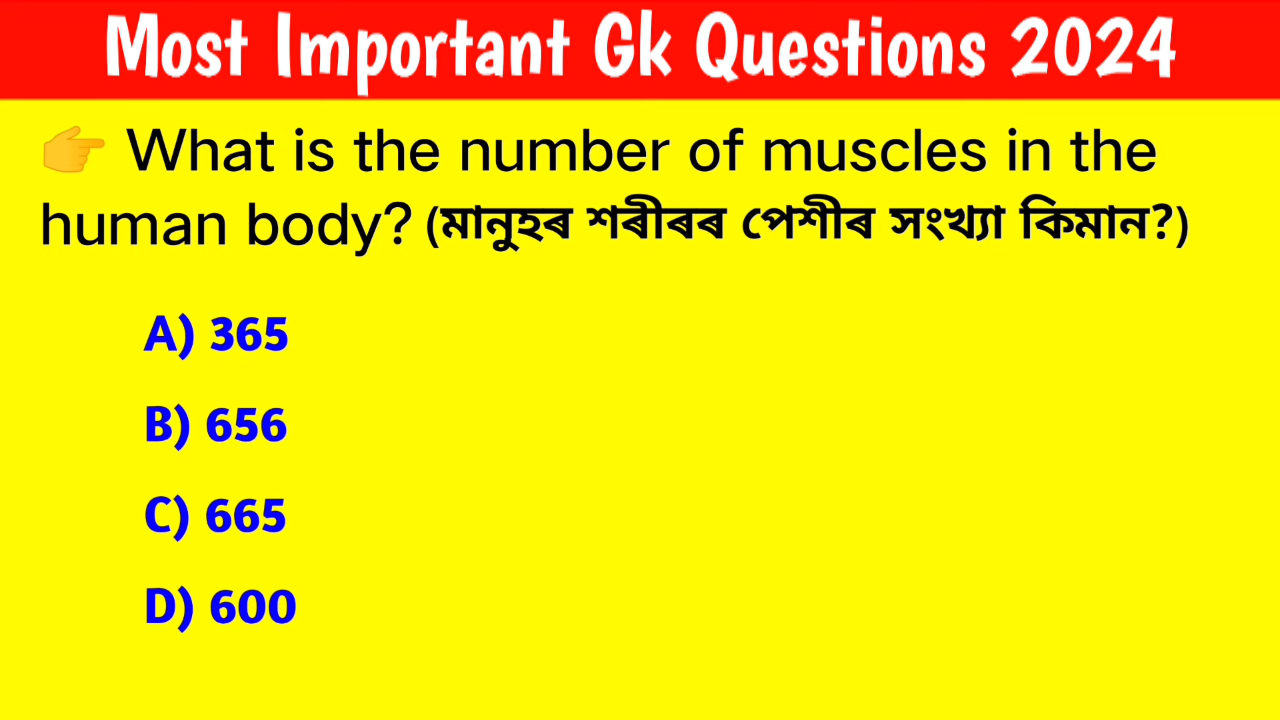 Most Important Gk Questions 2024
👉 What is the number of muscles in the
human body? (মানুহৰ শৰীৰৰ পেশীৰ সংখ্যা কিমান?)
A) 365
B) 656
C) 665
D) 600